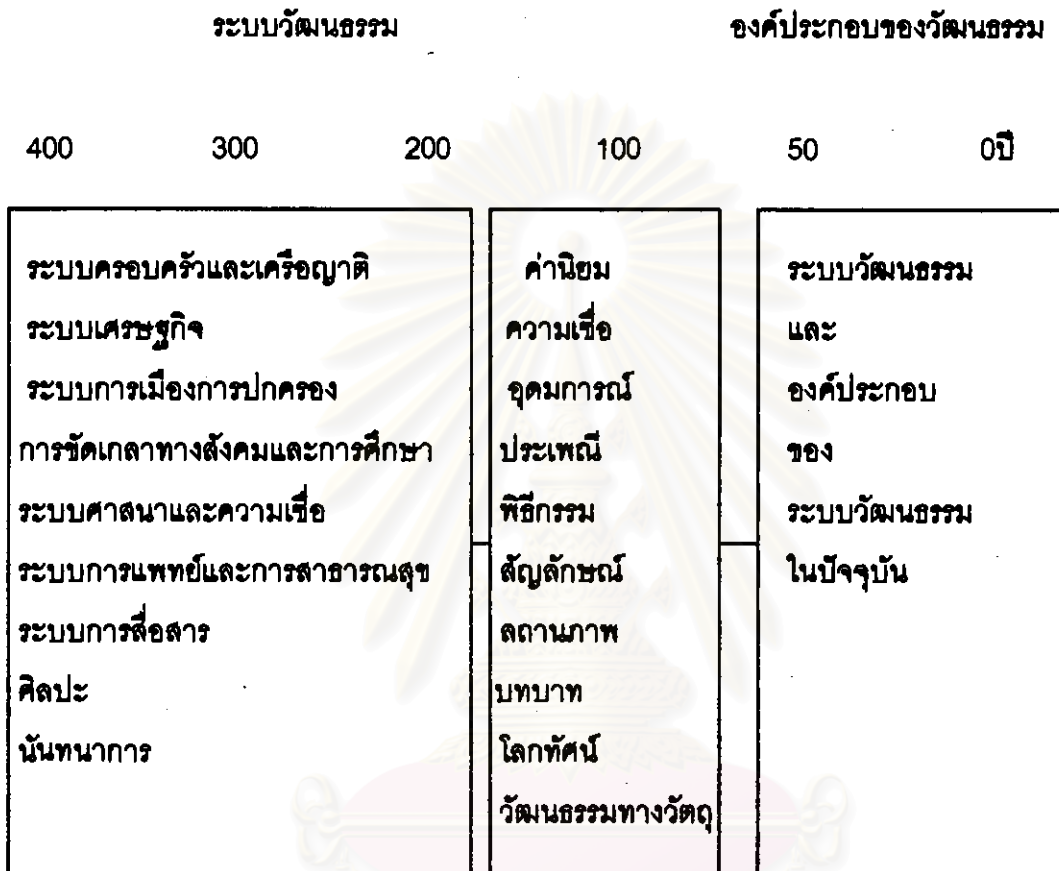 ระบบวัฒนธรรม องค์ประกอบของวัฒนธรรม
400 300 200 100 50 0ปี
ระบบครอบครัวและเครือญาติ
ระบบเศรษฐกิจ
ระบบการเมืองการปกครอง
การขัดเกลาทางสังคมและการศึกษา
ระบบศาสนาและความเชื่อ
ระบบการแพทย์และการสาธารณสุข
ระบบการสื่อสาร
ศิลปะ
นันทนาการ
ค่านิยม
ความเชื่อ
อุดมการณ์
ประเพณี
พิธีกรรม
สัญลักษณ์
สถานภาพ
บทบาท
โลกทัศน์
วัฒนธรรมทางวัตถุ
ระบบวัฒนธรรม
และ
องค์ประกอบ
ของ
ระบบวัฒนธรรม
ในปัจจุบัน